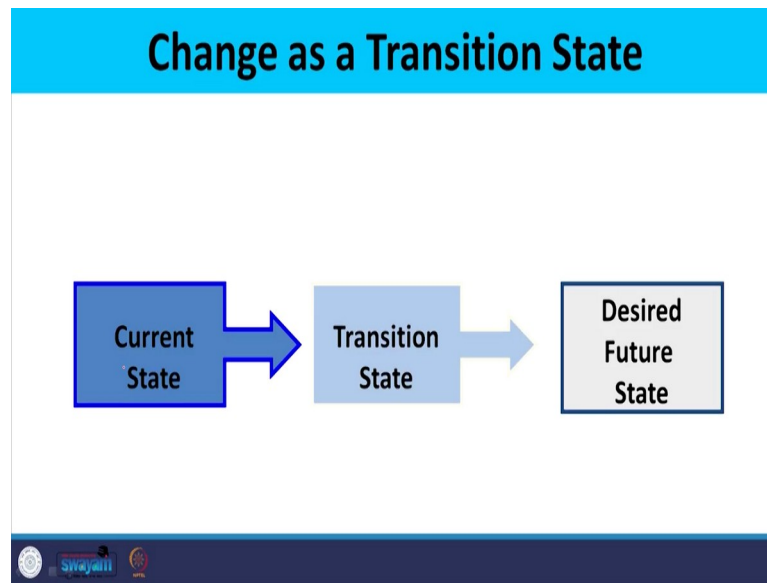 Change as a Transition State
Current
State
Transition
State
Desired
Future
State
swayam